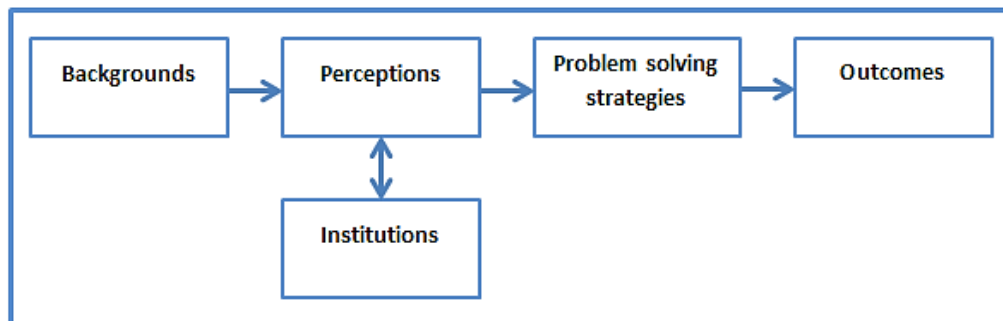 Backgrounds
Perceptions
Problem solving
strategies
Outcomes
Institutions